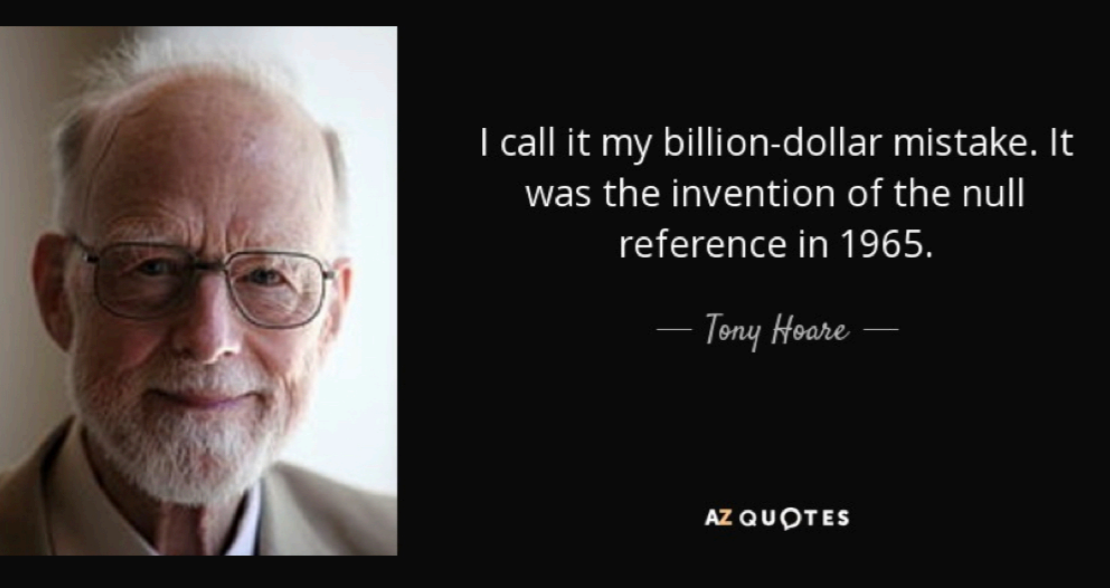 I call it my billion-dollar mistake. It
was the invention of the null
reference in 1965.
— Tony Hoare —
AZ QUOTES